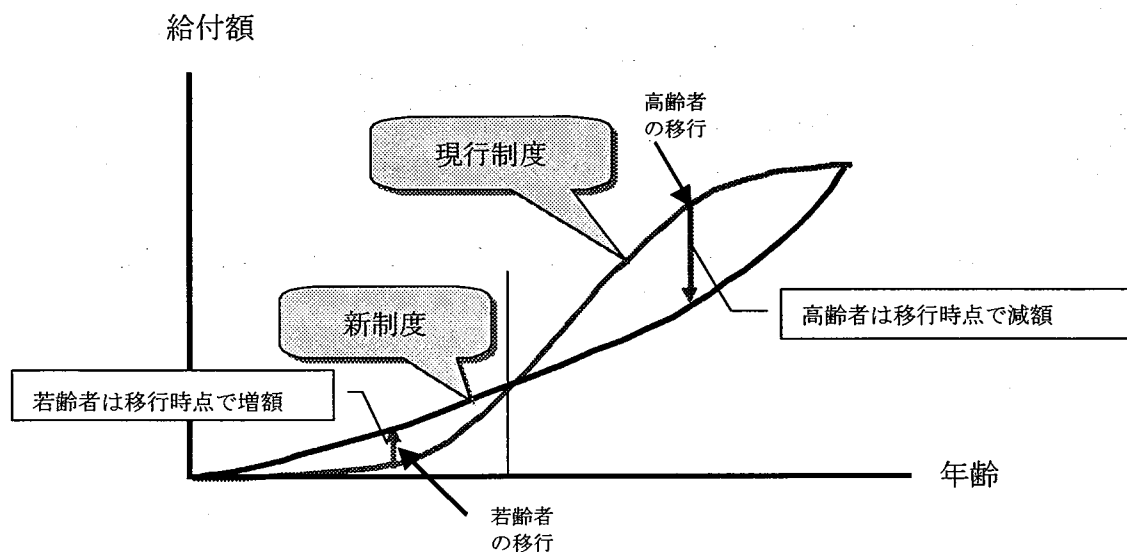 給付額
高齢者
の移行
現行制度
新制度
高齢者は移行時点で減額
若齢者は移行時点で増額
年齢
若齢者
の移行